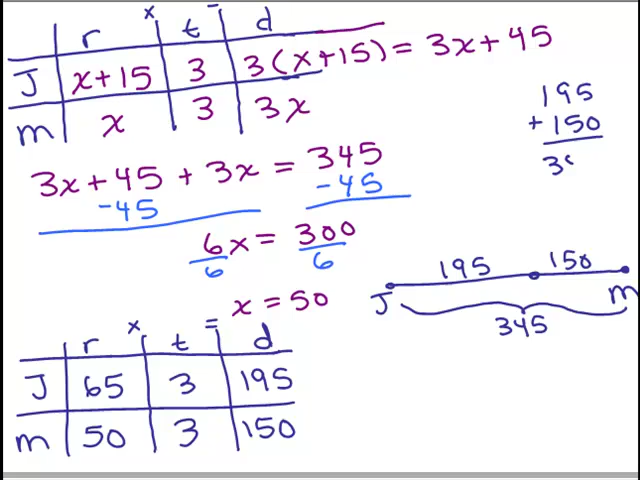 r x t = d
J x+15 3 3(x+15) = 3x+45
m x 3 3x
195
+150
3
3x+45 + 3x = 345
-45 -45
6x = 300
6 6
x = 50
195 150
J m
345
r x t = d
J 65 3 195
m 50 3 150